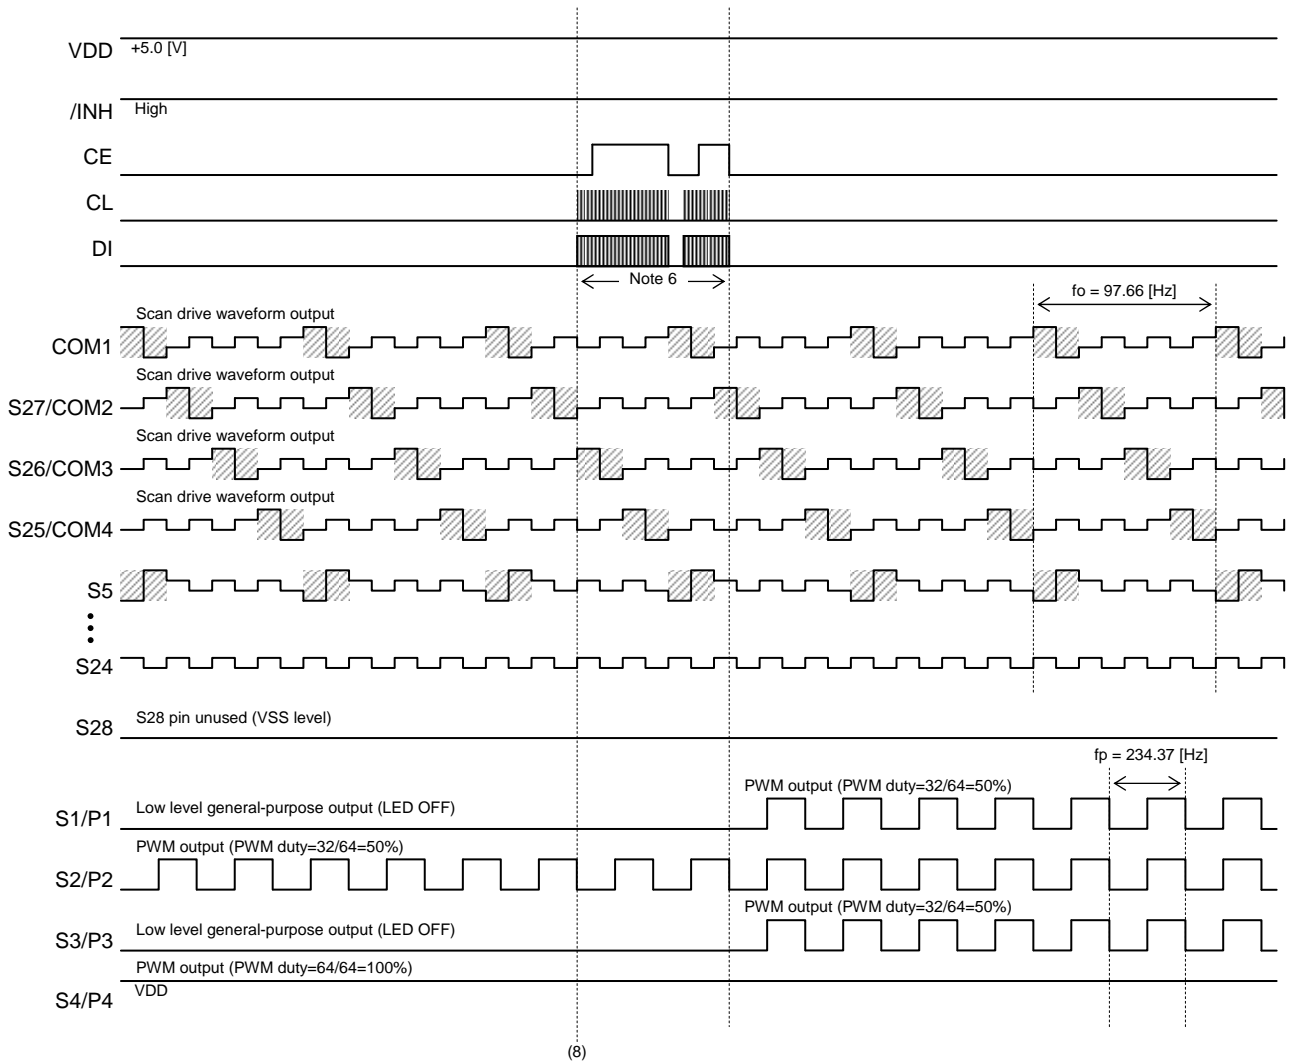 VDD
+5.0 [V]
/INH
High
CE
CL
DI
Note 6
fo = 97.66 [Hz]
Scan drive waveform output
COM1
Scan drive waveform output
S27/COM2
Scan drive waveform output
S26/COM3
Scan drive waveform output
S25/COM4
S5
S24
S28 pin unused (VSS level)
S28
fp = 234.37 [Hz]
PWM output (PWM duty=32/64=50%)
Low level general-purpose output (LED OFF)
S1/P1
PWM output (PWM duty=32/64=50%)
S2/P2
PWM output (PWM duty=32/64=50%)
Low level general-purpose output (LED OFF)
S3/P3
PWM output (PWM duty=64/64=100%)
VDD
S4/P4
(8)